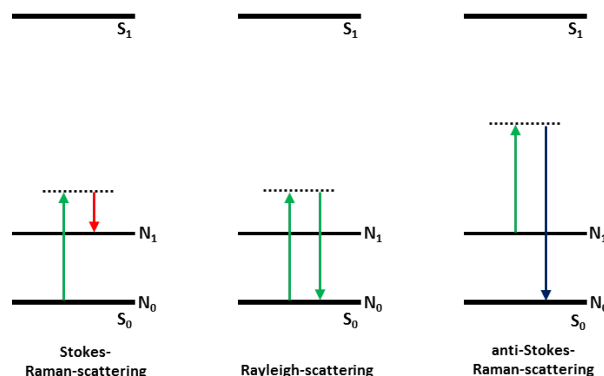 S₁
N₁
N₀
S₀
Stokes-
Raman-scattering
S₁
N₁
N₀
S₀
Rayleigh-scattering
S₁
N₁
N₀
S₀
anti-Stokes-
Raman-scattering